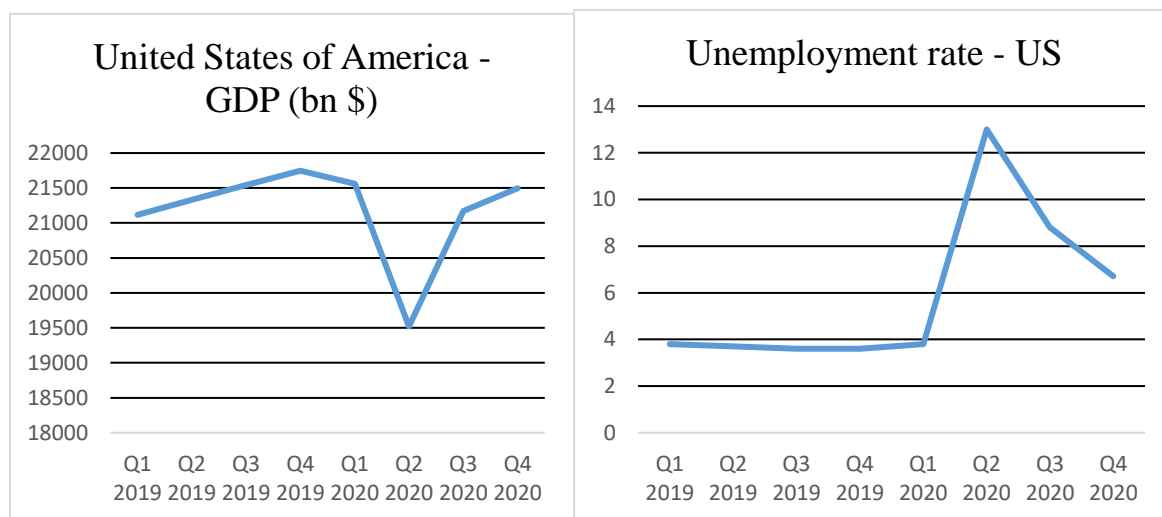 United States of America -
GDP (bn $)
22000
21500
21000
20500
20000
19500
19000
18500
18000
Q1 Q2 Q3 Q4 Q1 Q2 Q3 Q4
2019 2019 2019 2019 2020 2020 2020 2020
Unemployment rate - US
14
12
10
8
6
4
2
0
Q1 Q2 Q3 Q4 Q1 Q2 Q3 Q4
2019 2019 2019 2019 2020 2020 2020 2020